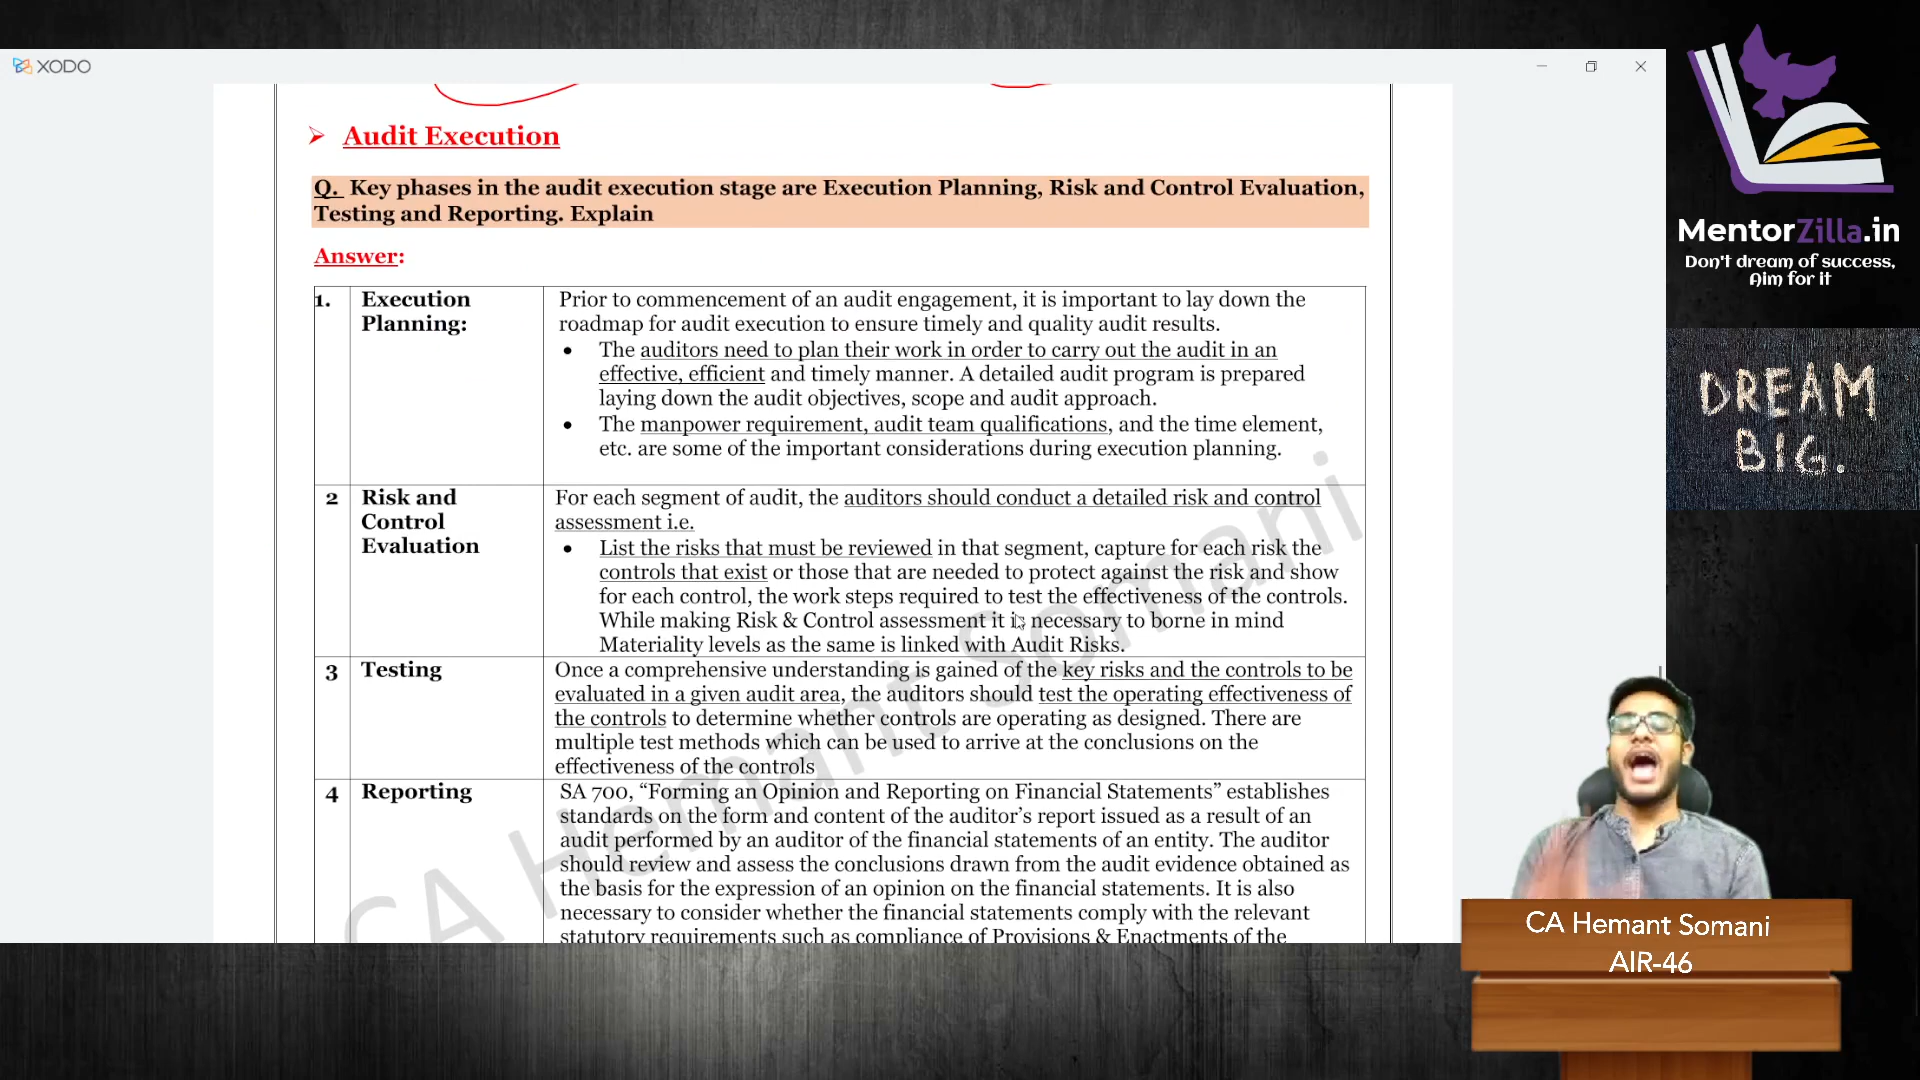 XODO
Audit Execution
Q. Key phases in the audit execution stage are Execution Planning, Risk and Control Evaluation,
Testing and Reporting. Explain
Answer:
1. Execution Planning:
Prior to commencement of an audit engagement, it is important to lay down the
roadmap for audit execution to ensure timely and quality audit results.
• The auditors need to plan their work in order to carry out the audit in an
effective, efficient and timely manner. A detailed audit program is prepared
laying down the audit objectives, scope and audit approach.
• The manpower requirement, audit team qualifications, and the time element,
etc. are some of the important considerations during execution planning.
2 Risk and Control Evaluation
For each segment of audit, the auditors should conduct a detailed risk and control
assessment i.e.
• List the risks that must be reviewed in that segment, capture for each risk the
controls that exist or those that are needed to protect against the risk and show
for each control, the work steps required to test the effectiveness of the controls.
While making Risk & Control assessment it is necessary to borne in mind
Materiality levels as the same is linked with Audit Risks.
3 Testing
Once a comprehensive understanding is gained of the key risks and the controls to be
evaluated in a given audit area, the auditors should test the operating effectiveness of
the controls to determine whether controls are operating as designed. There are
multiple test methods which can be used to arrive at the conclusions on the
effectiveness of the controls
4 Reporting
SA 700, “Forming an Opinion and Reporting on Financial Statements” establishes
standards on the form and content of the auditor’s report issued as a result of an
audit performed by an auditor of the financial statements of an entity. The auditor
should review and assess the conclusions drawn from the audit evidence obtained as
the basis for the expression of an opinion on the financial statements. It is also
necessary to consider whether the financial statements comply with the relevant
statutory requirements such as compliance of Provisions & Enactments of the
CA Hemant Somani
MentorZilla.in
Don't dream of success,
Aim for it
DREAM
BIG.
CA Hemant Somani
AIR-46